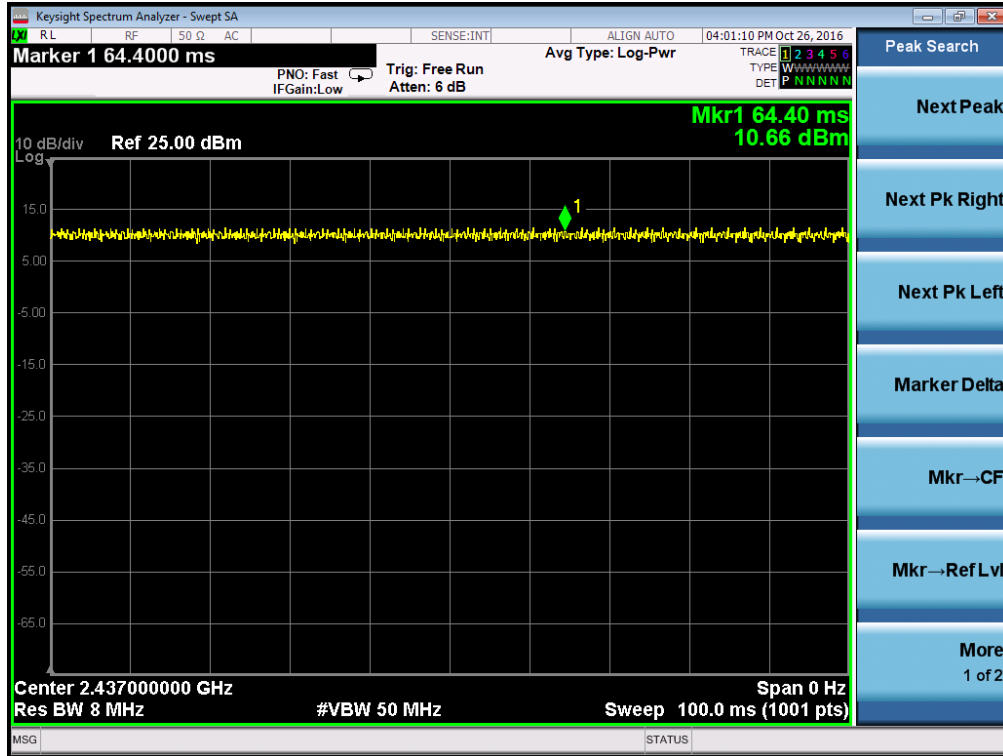 Keysight Spectrum Analyzer - Swept SA
LXI RL RF 50 Ω AC SENSE:INT ALIGN AUTO 04:01:10 PM Oct 26, 2016
Marker 1 64.4000 ms
PNO: Fast
IFGain:Low
Trig: Free Run
Atten: 6 dB
Avg Type: Log-Pwr
TRACE 1 2 3 4 5 6
TYPE WWWWWW
DET P N N N N N
Mkr1 64.40 ms
10.66 dBm
10 dB/div Ref 25.00 dBm
Log
1
15.0
5.00
-5.00
-15.0
-25.0
-35.0
-45.0
-55.0
-65.0
Center 2.437000000 GHz Span 0 Hz
Res BW 8 MHz #VBW 50 MHz Sweep 100.0 ms (1001 pts)
MSG STATUS
Peak Search
Next Peak
Next Pk Right
Next Pk Left
Marker Delta
Mkr→CF
Mkr→Ref Lvl
More
1 of 2